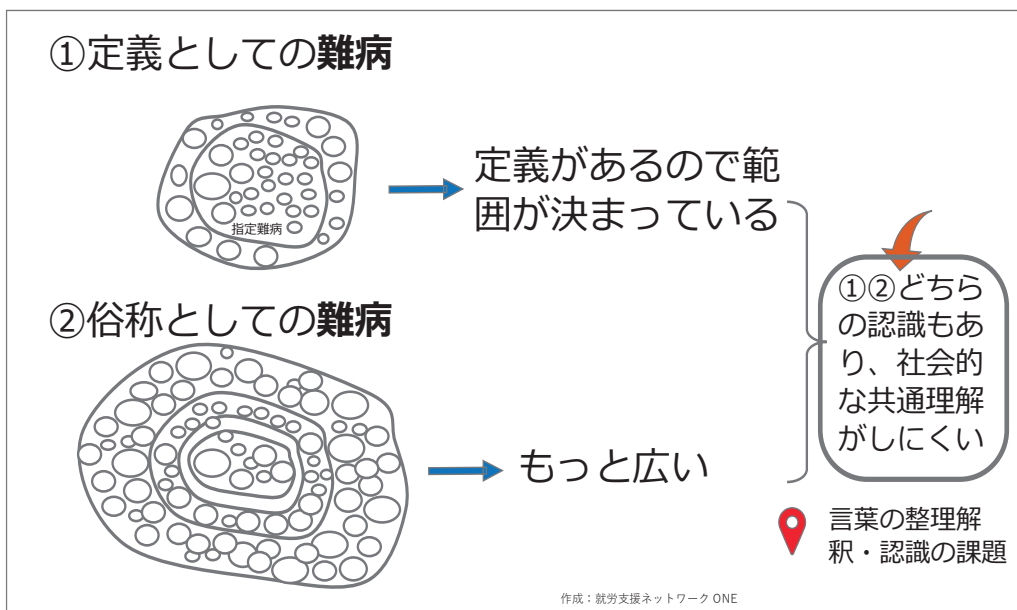 ①定義としての難病
指定難病
定義があるので範
囲が決まっている
②俗称としての難病
もっと広い
①②どちら
の認識もあ
り、社会的
な共通理解
がしにくい
言葉の整理解
釈・認識の課題
作成：就労支援ネットワーク ONE